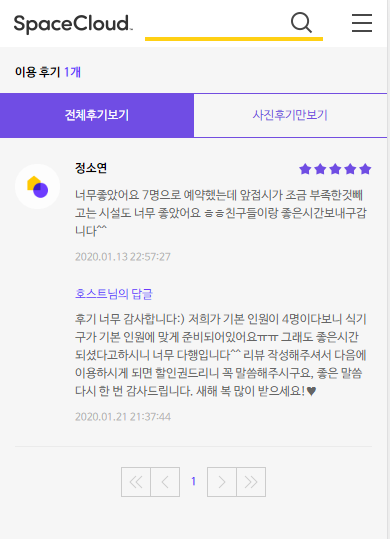 SpaceCloud.
이용 후기 1개
전체후기보기
사진후기만보기
정소연
너무좋았어요 7명으로 예약했는데 앞접시가 조금 부족한것빼
고는 시설도 너무 좋았어요 ㅎㅎ친구들이랑 좋은시간보내구갑
니다^^
2020.01.13 22:57:27
호스트님의 답글
후기 너무 감사합니다:) 저희가 기본 인원이 4명이다보니 식기
구가 기본 인원에 맞게 준비되어있어요ㅠㅠ 그래도 좋은시간
되셨다고하시니 너무 다행입니다^^ 리뷰 작성해주셔서 다음에
이용하시게 되면 할인권드리니 꼭 말씀해주시구요, 좋은 말씀
다시 한 번 감사드립니다. 새해 복 많이 받으세요!♥
2020.01.21 21:37:44
1